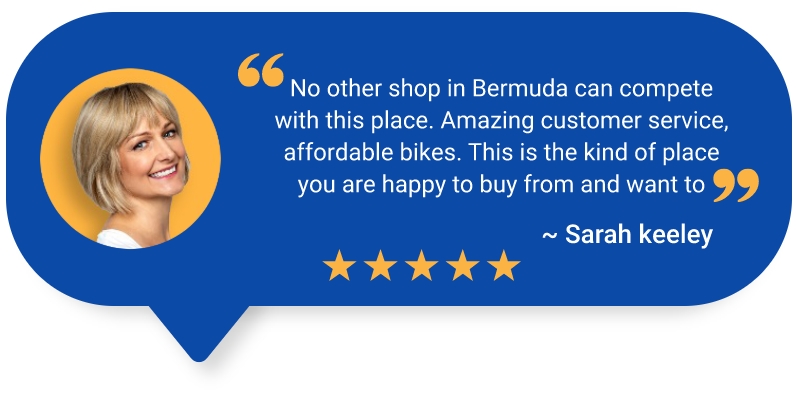 “ No other shop in Bermuda can compete
with this place. Amazing customer service,
affordable bikes. This is the kind of place
you are happy to buy from and want to ”
~ Sarah keeley